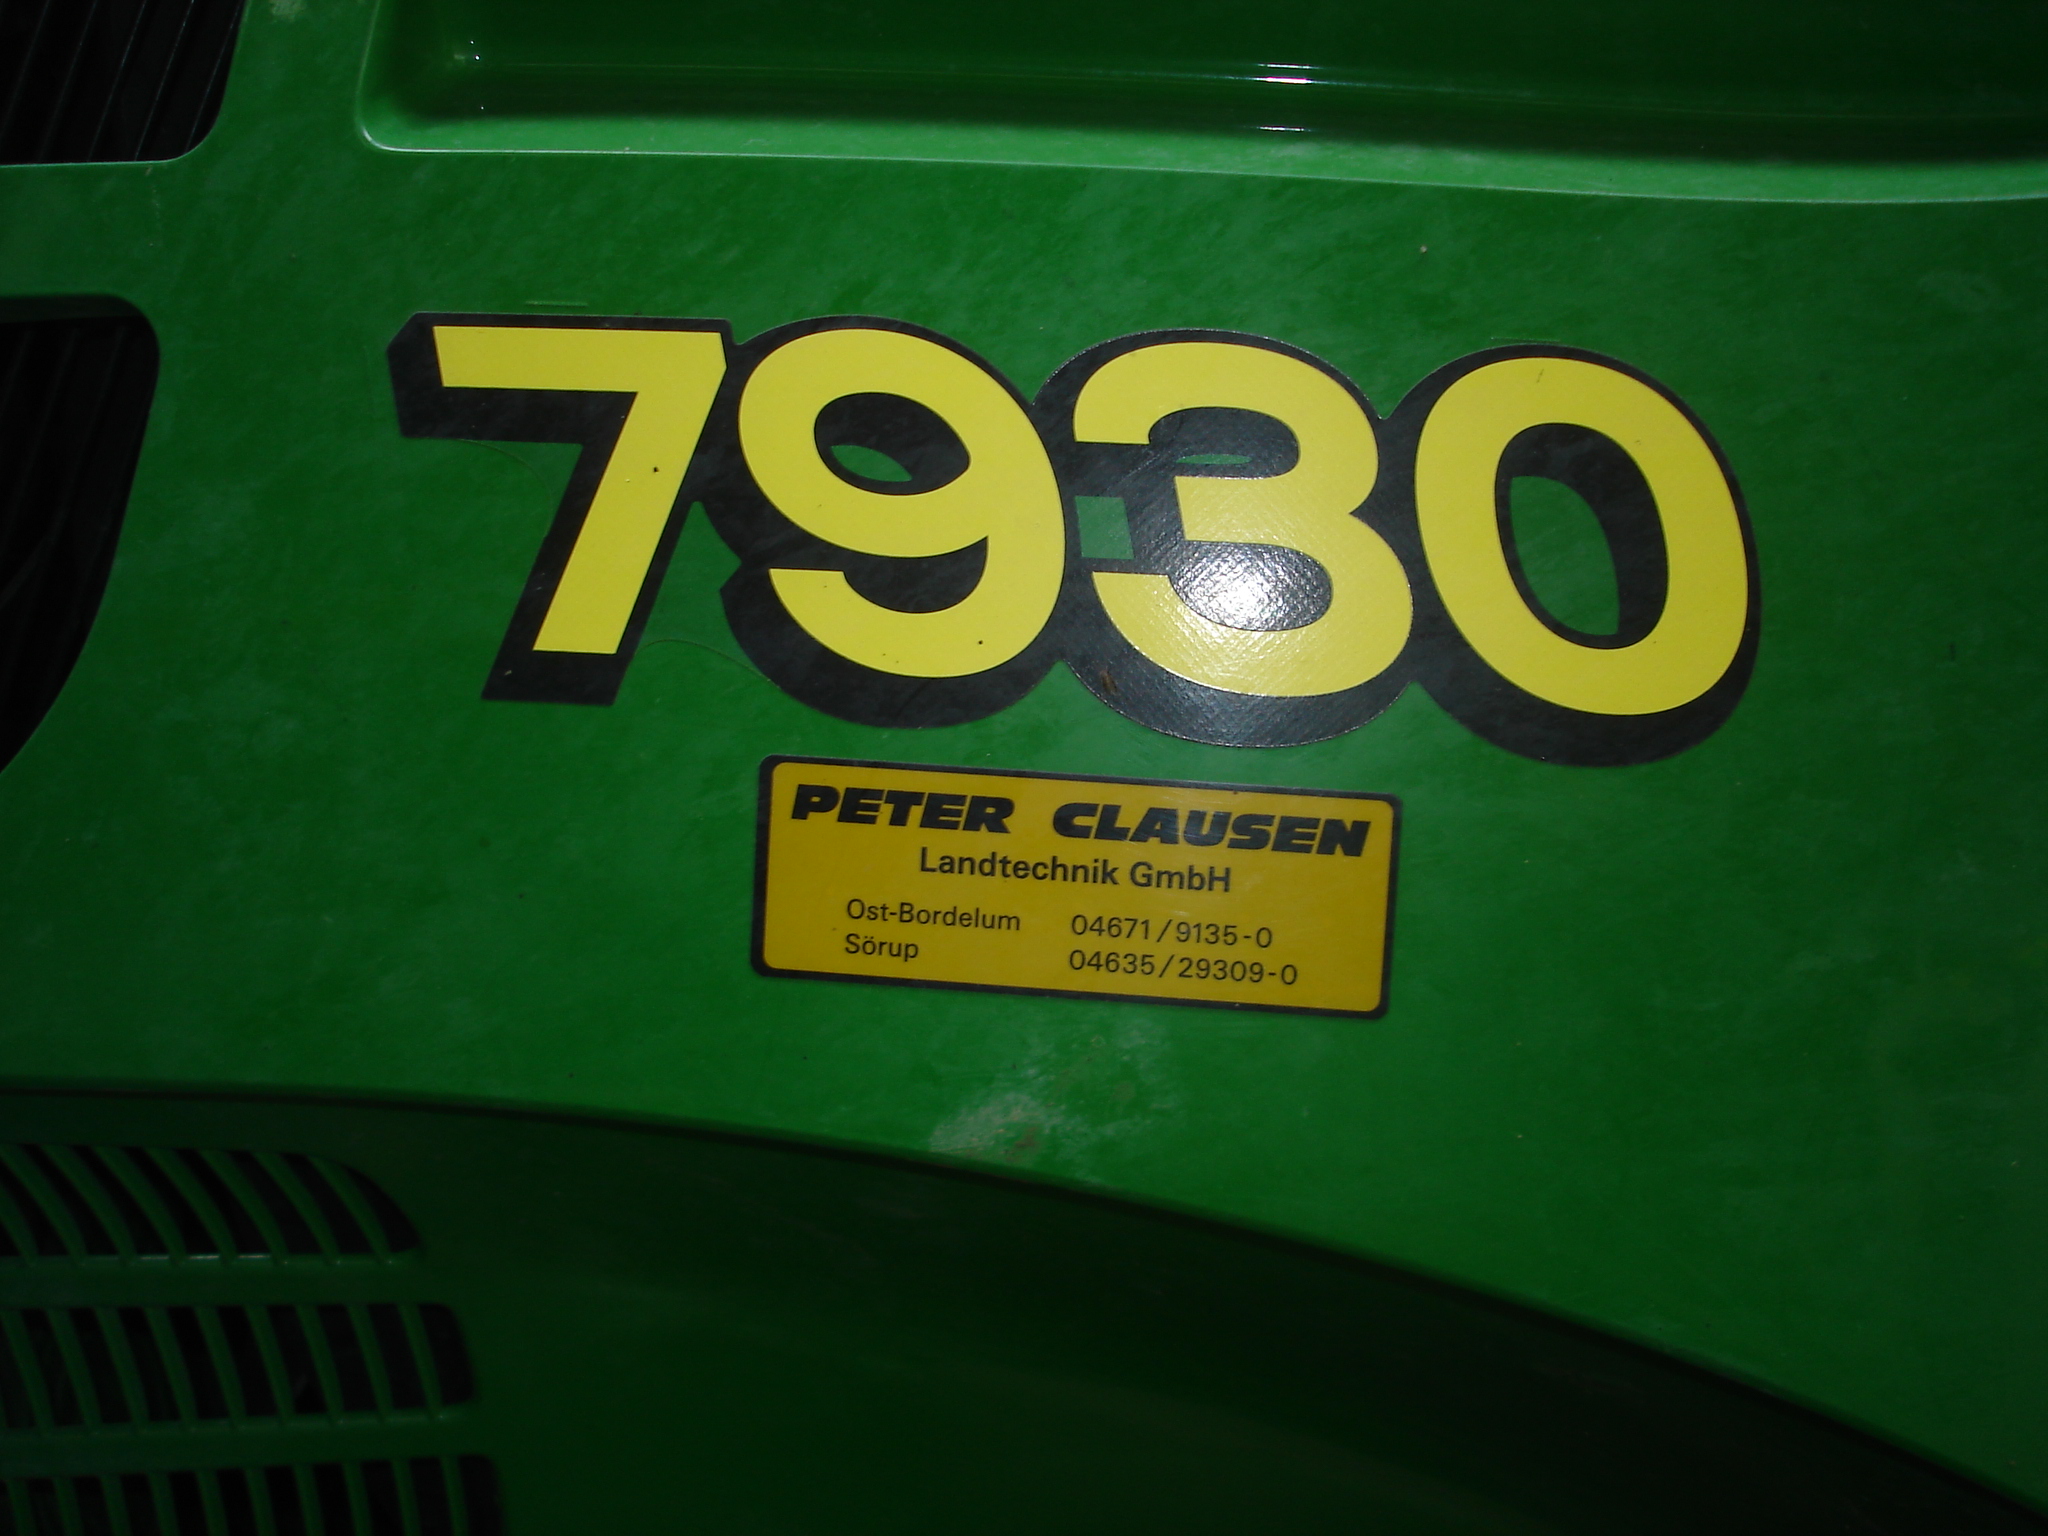 7930
PETER CLAUSEN
Landtechnik GmbH
Ost-Bordelum 04671/9135-0
Sörup 04635/29309-0